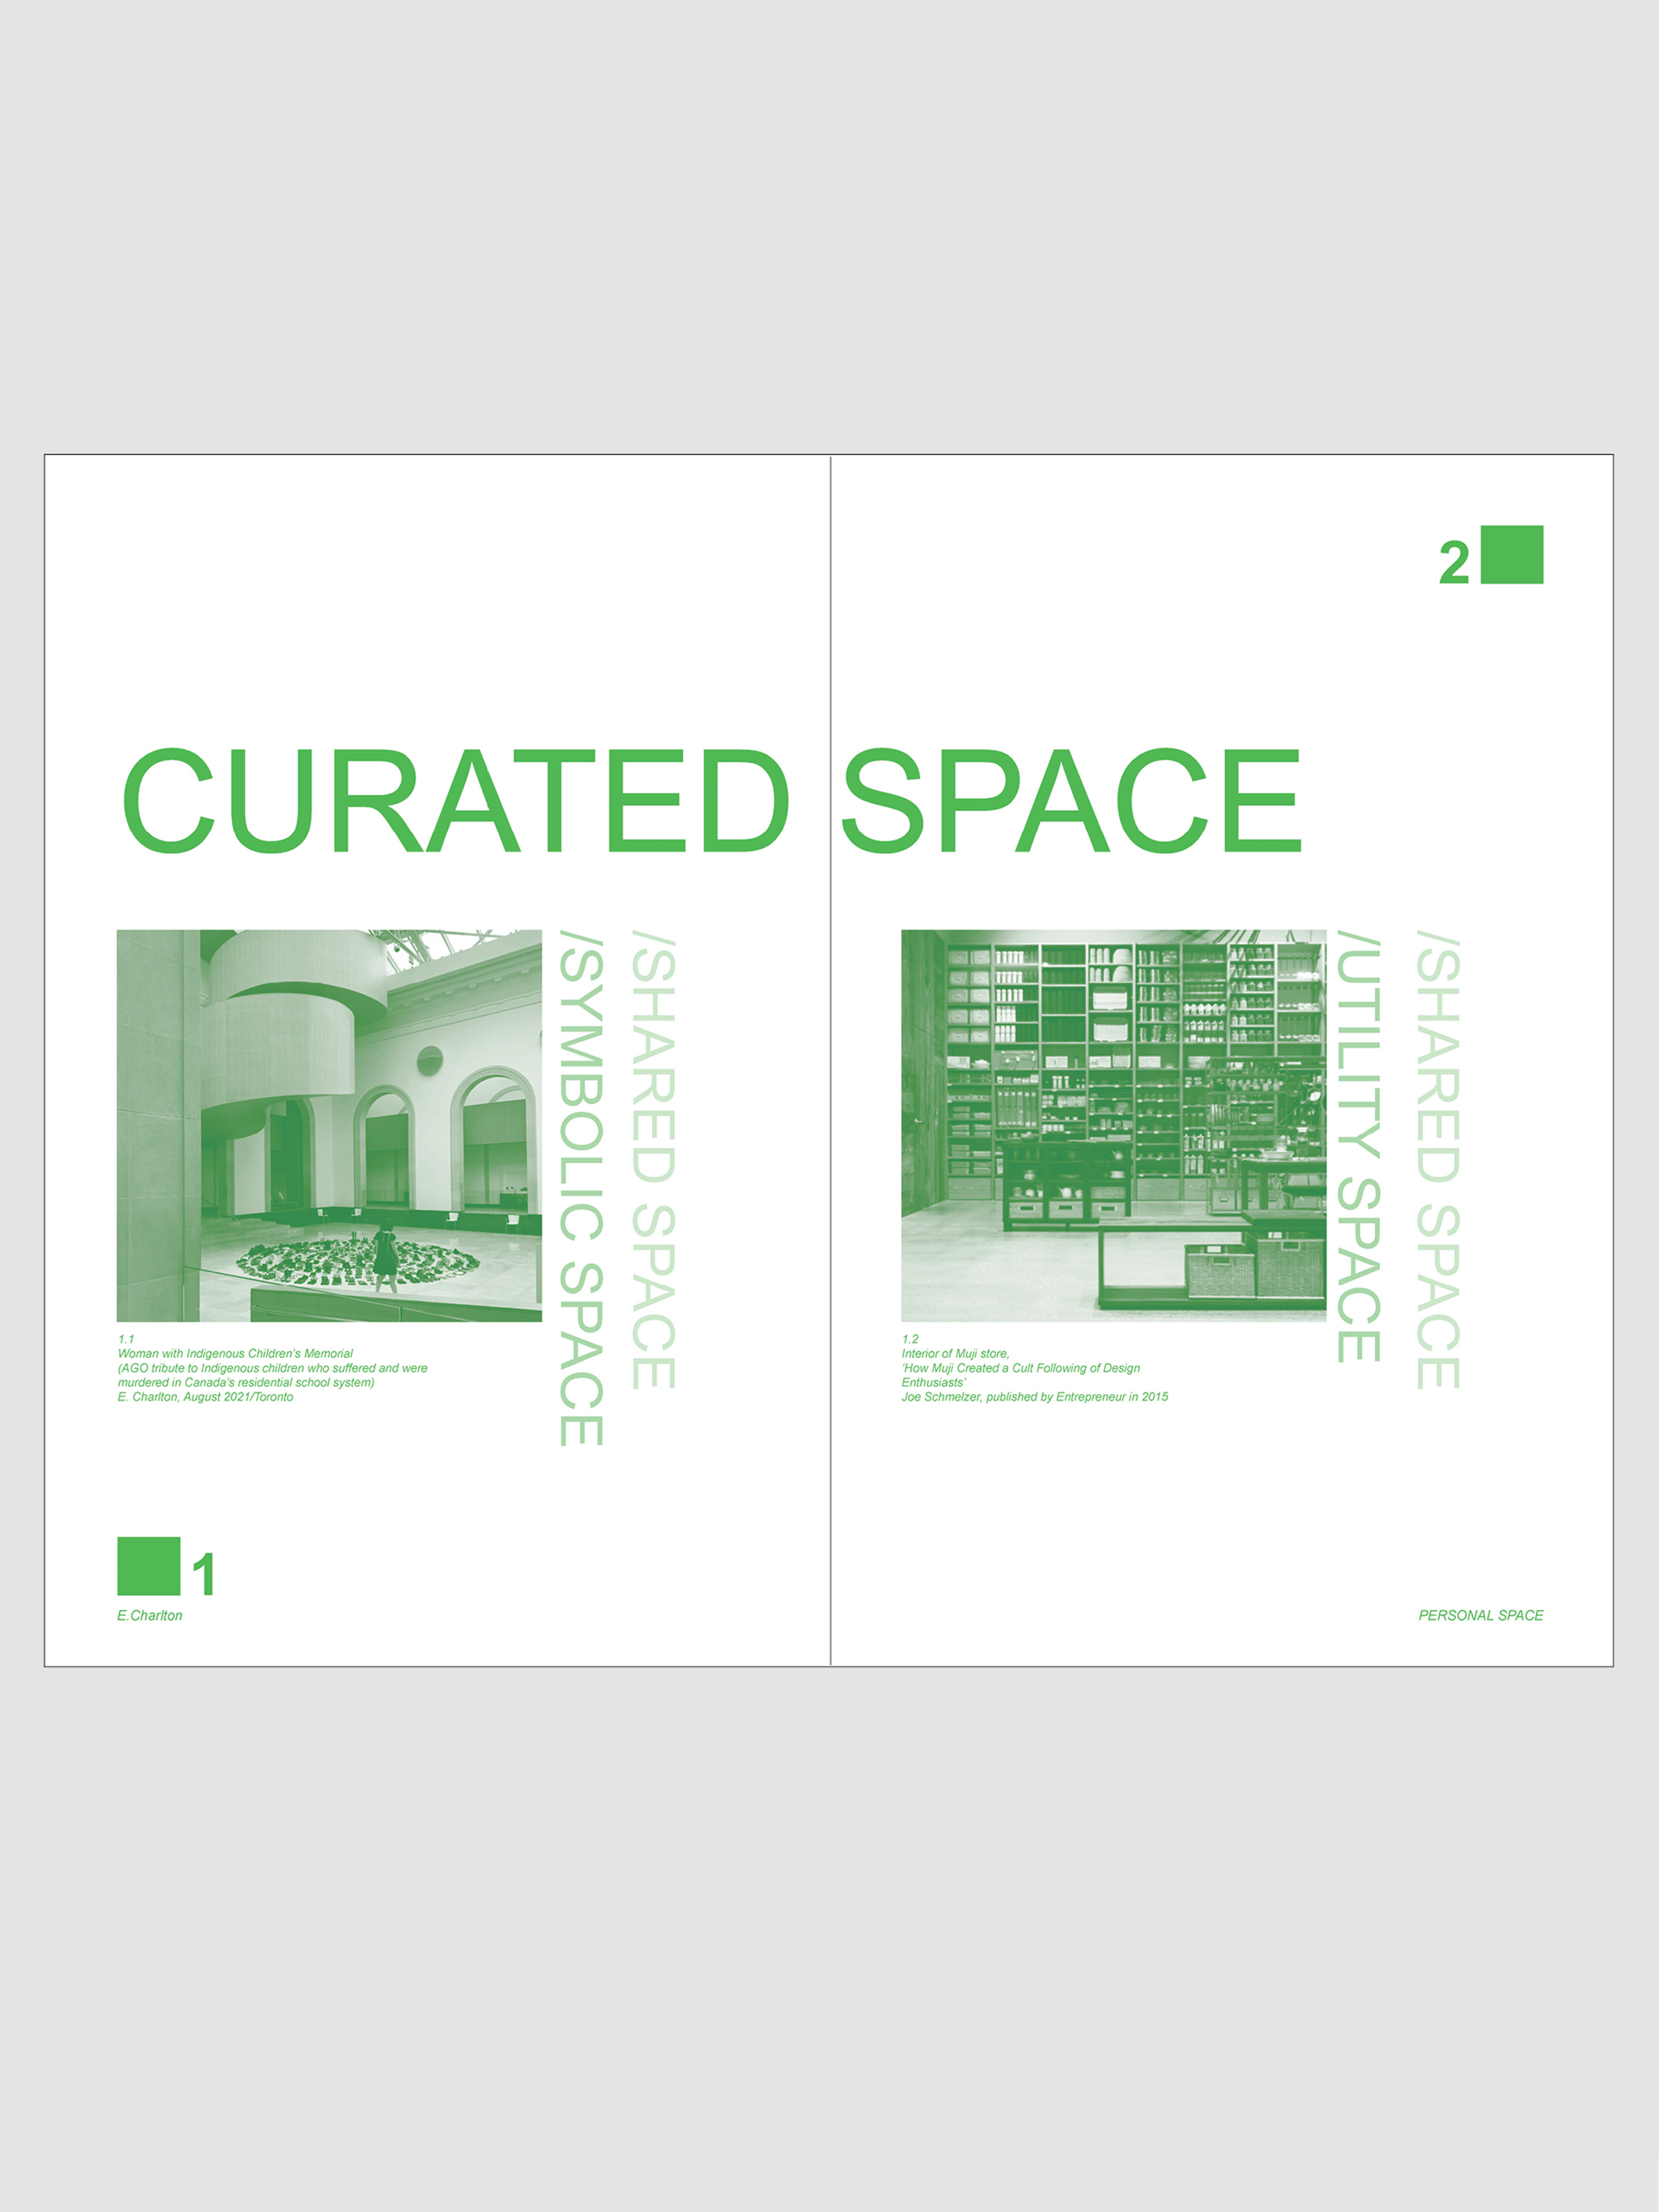 2
CURATED SPACE
/SYMBOLIC SPACE
/SHARED SPACE
1.1
Woman with Indigenous Children’s Memorial
(AGO tribute to Indigenous children who suffered and were
murdered in Canada’s residential school system)
E. Charlton, August 2021/Toronto
/UTILITY SPACE
/SHARED SPACE
1.2
Interior of Muji store,
‘How Muji Created a Cult Following of Design
Enthusiasts’
Joe Schmelzer, published by Entrepreneur in 2015
1
E.Charlton
PERSONAL SPACE